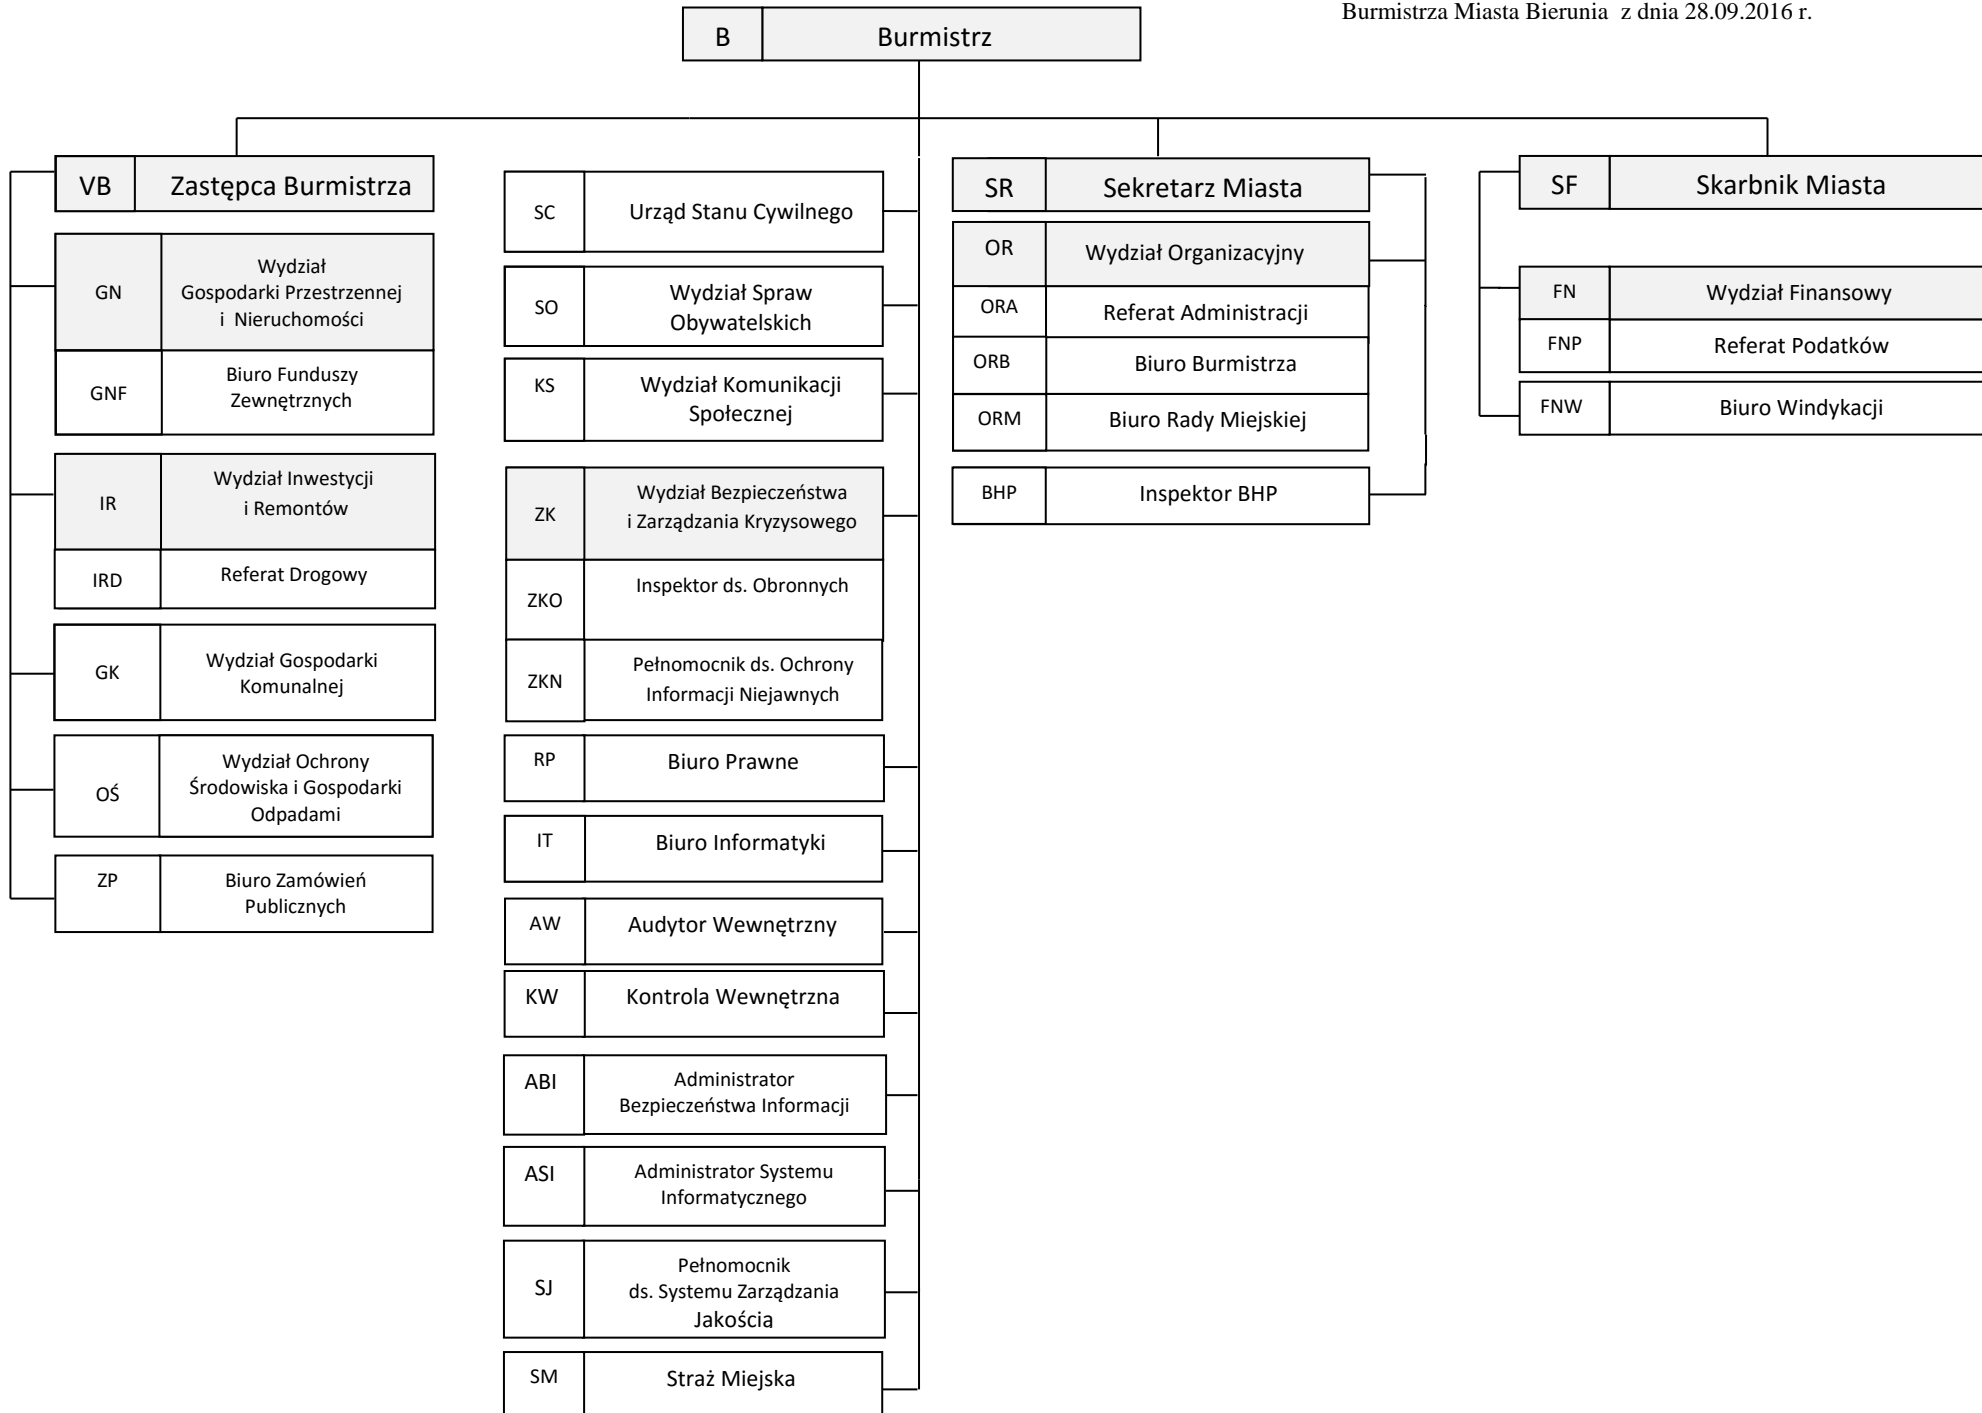 Burmistrza Miasta Bierunia z dnia 28.09.2016 r.
B Burmistrz
VB Zastępca Burmistrza
GN Wydział
Gospodarki Przestrzennej
i Nieruchomości
GNF Biuro Funduszy
Zewnętrznych
IR Wydział Inwestycji
i Remontów
IRD Referat Drogowy
GK Wydział Gospodarki
Komunalnej
OŚ Wydział Ochrony
Środowiska i Gospodarki
Odpadami
ZP Biuro Zamówień
Publicznych
SC Urząd Stanu Cywilnego
SO Wydział Spraw
Obywatelskich
KS Wydział Komunikacji
Społecznej
ZK Wydział Bezpieczeństwa
i Zarządzania Kryzysowego
ZKO Inspektor ds. Obronnych
ZKN Pełnomocnik ds. Ochrony
Informacji Niejawnych
RP Biuro Prawne
IT Biuro Informatyki
AW Audytor Wewnętrzny
KW Kontrola Wewnętrzna
ABI Administrator
Bezpieczeństwa Informacji
ASI Administrator Systemu
Informatycznego
SJ Pełnomocnik
ds. Systemu Zarządzania
Jakościa
SM Straż Miejska
SR Sekretarz Miasta
OR Wydział Organizacyjny
ORA Referat Administracji
ORB Biuro Burmistrza
ORM Biuro Rady Miejskiej
BHP Inspektor BHP
SF Skarbnik Miasta
FN Wydział Finansowy
FNP Referat Podatków
FNW Biuro Windykacji